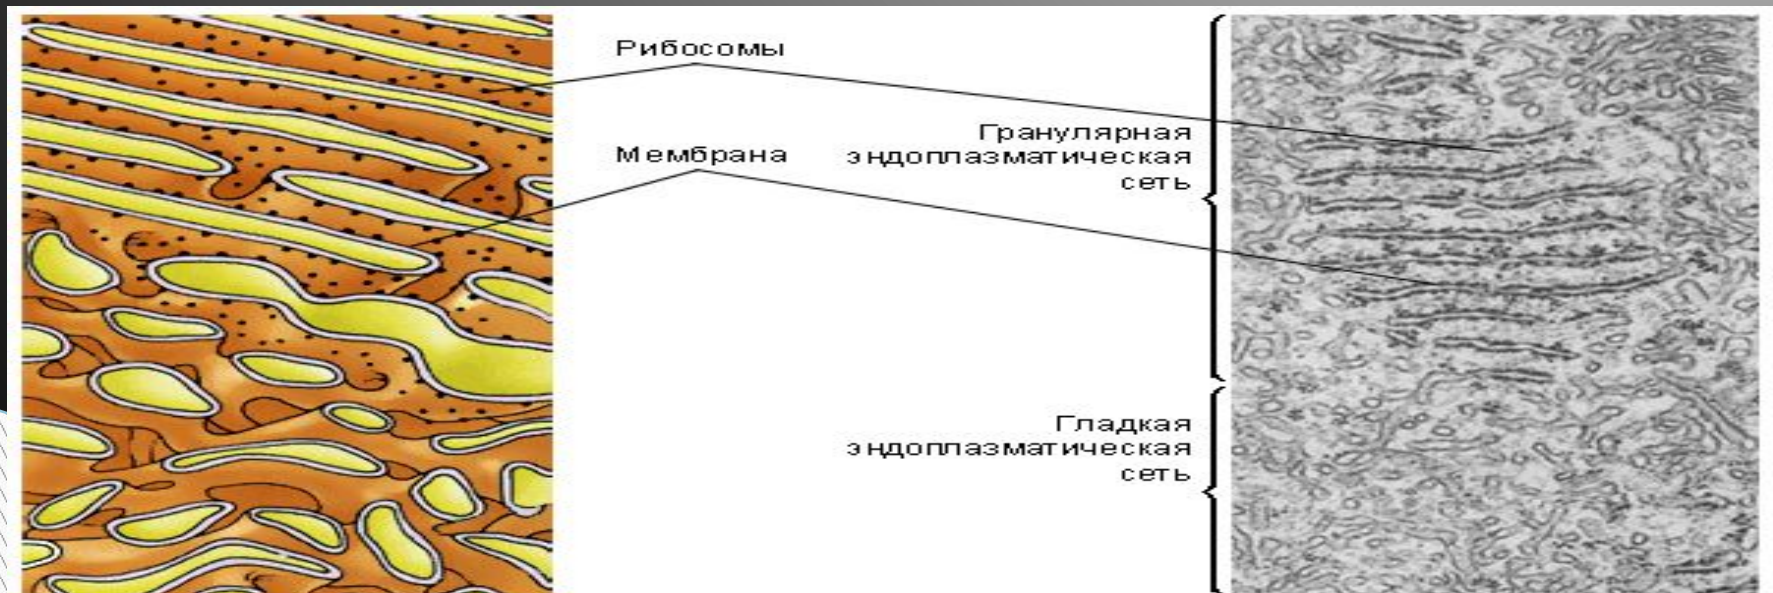 Рибосомы
Мембрана
Гранулярная
эндоплазматическая
сеть
Гладкая
эндоплазматическая
сеть